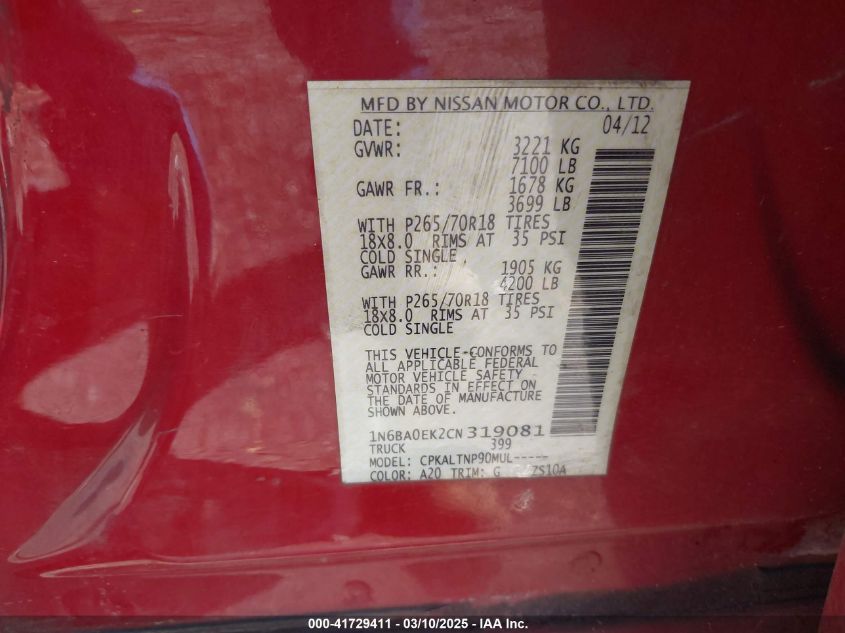 MFD BY NISSAN MOTOR CO., LTD.
DATE: 04/12
GVWR: 3221 KG
7100 LB
GAWR FR.: 1678 KG
3699 LB
WITH P265/70R18 TIRES
18X8.0 RIMS AT 35 PSI
COLD SINGLE
GAWR RR.: 1905 KG
4200 LB
WITH P265/70R18 TIRES
18X8.0 RIMS AT 35 PSI
COLD SINGLE
THIS VEHICLE CONFORMS TO
ALL APPLICABLE FEDERAL
MOTOR VEHICLE SAFETY
STANDARDS IN EFFECT ON
THE DATE OF MANUFACTURE
SHOWN ABOVE.
1N6BA0EK2CN319081
TRUCK 399
MODEL: CPKALTNP90MUL-----
COLOR: A20 TRIM: G ZS10A
000-41729411 — 03/10/2025 — IAA Inc.